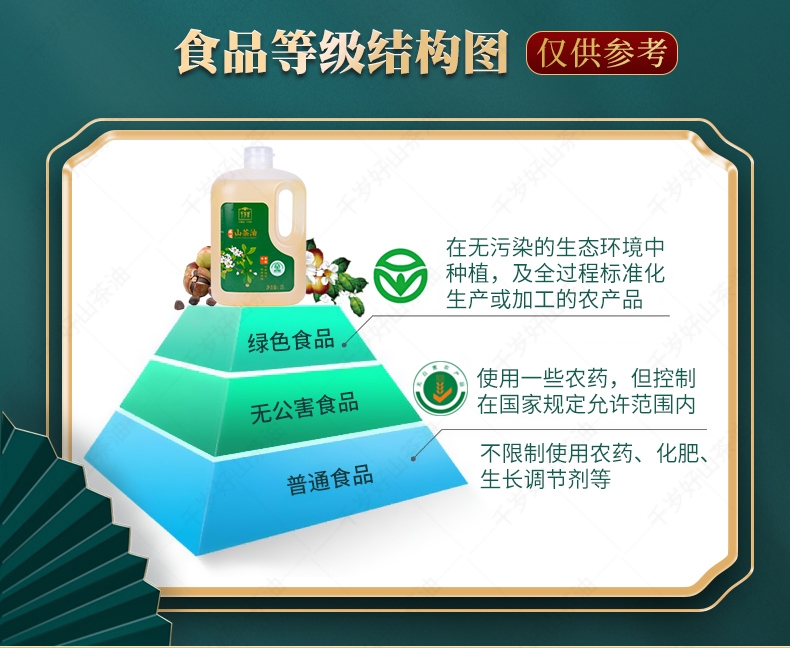 食品等级结构图 仅供参考
山茶油
在无污染的生态环境中
种植，及全过程标准化
生产或加工的农产品
绿色食品
使用一些农药，但控制
在国家规定允许范围内
无公害食品
不限制使用农药、化肥、
生长调节剂等
普通食品
千岁好山茶油